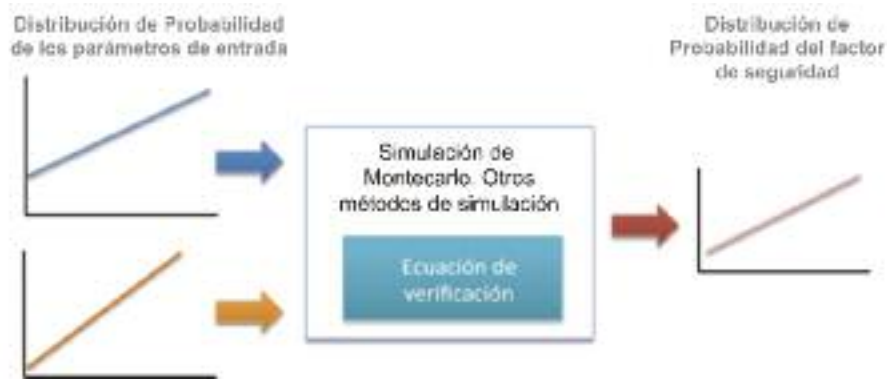 Distribución de Probabilidad
de los parámetros de entrada
Distribución de
Probabilidad del factor
de seguridad
Simulación de
Montecarlo. Otros
métodos de simulación
Ecuación de
verificación